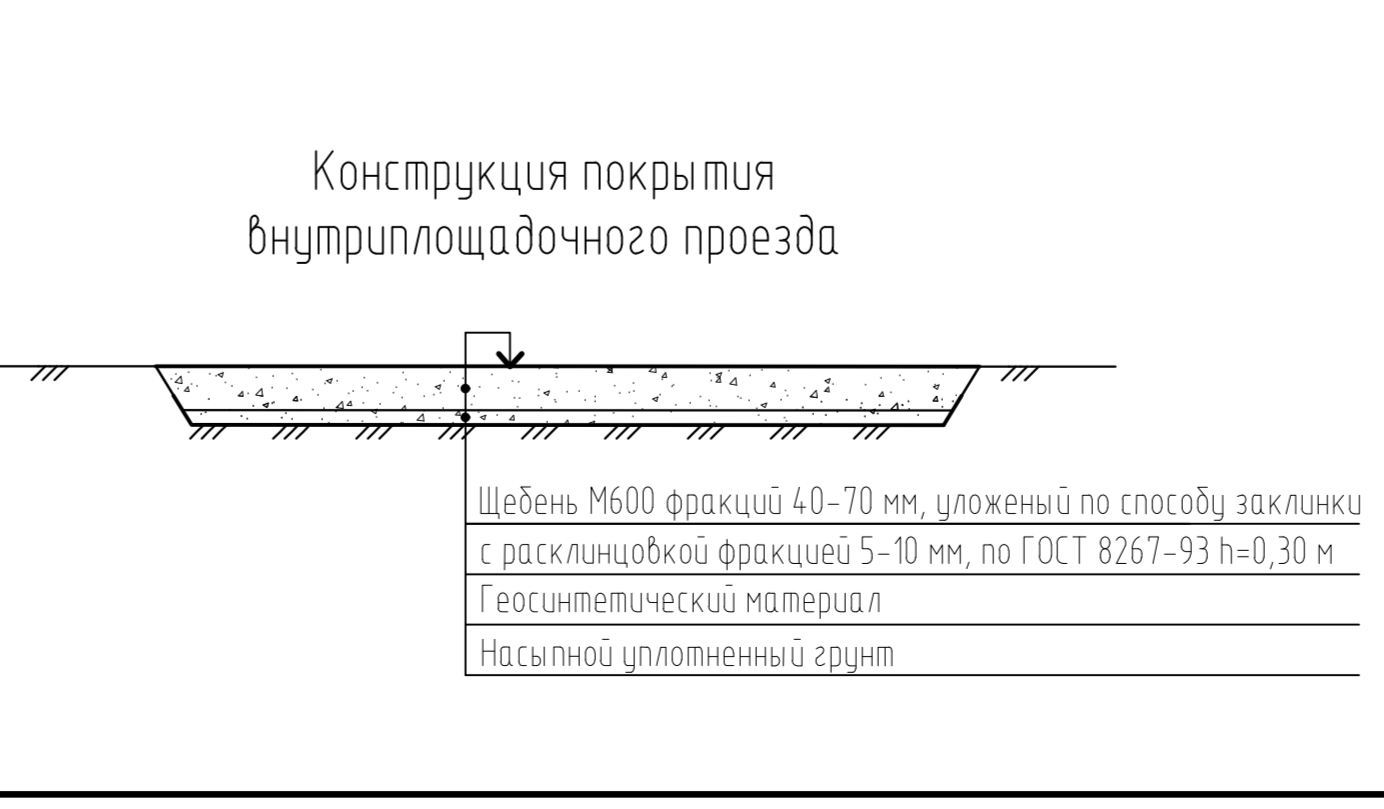 Конструкция покрытия
внутриплощадочного проезда
Щебень М600 фракций 40-70 мм, уложеный по способу заклинки
с расклинцовкой фракцией 5-10 мм, по ГОСТ 8267-93 h=0,30 м
Геосинтетический материал
Насыпной уплотненный грунт